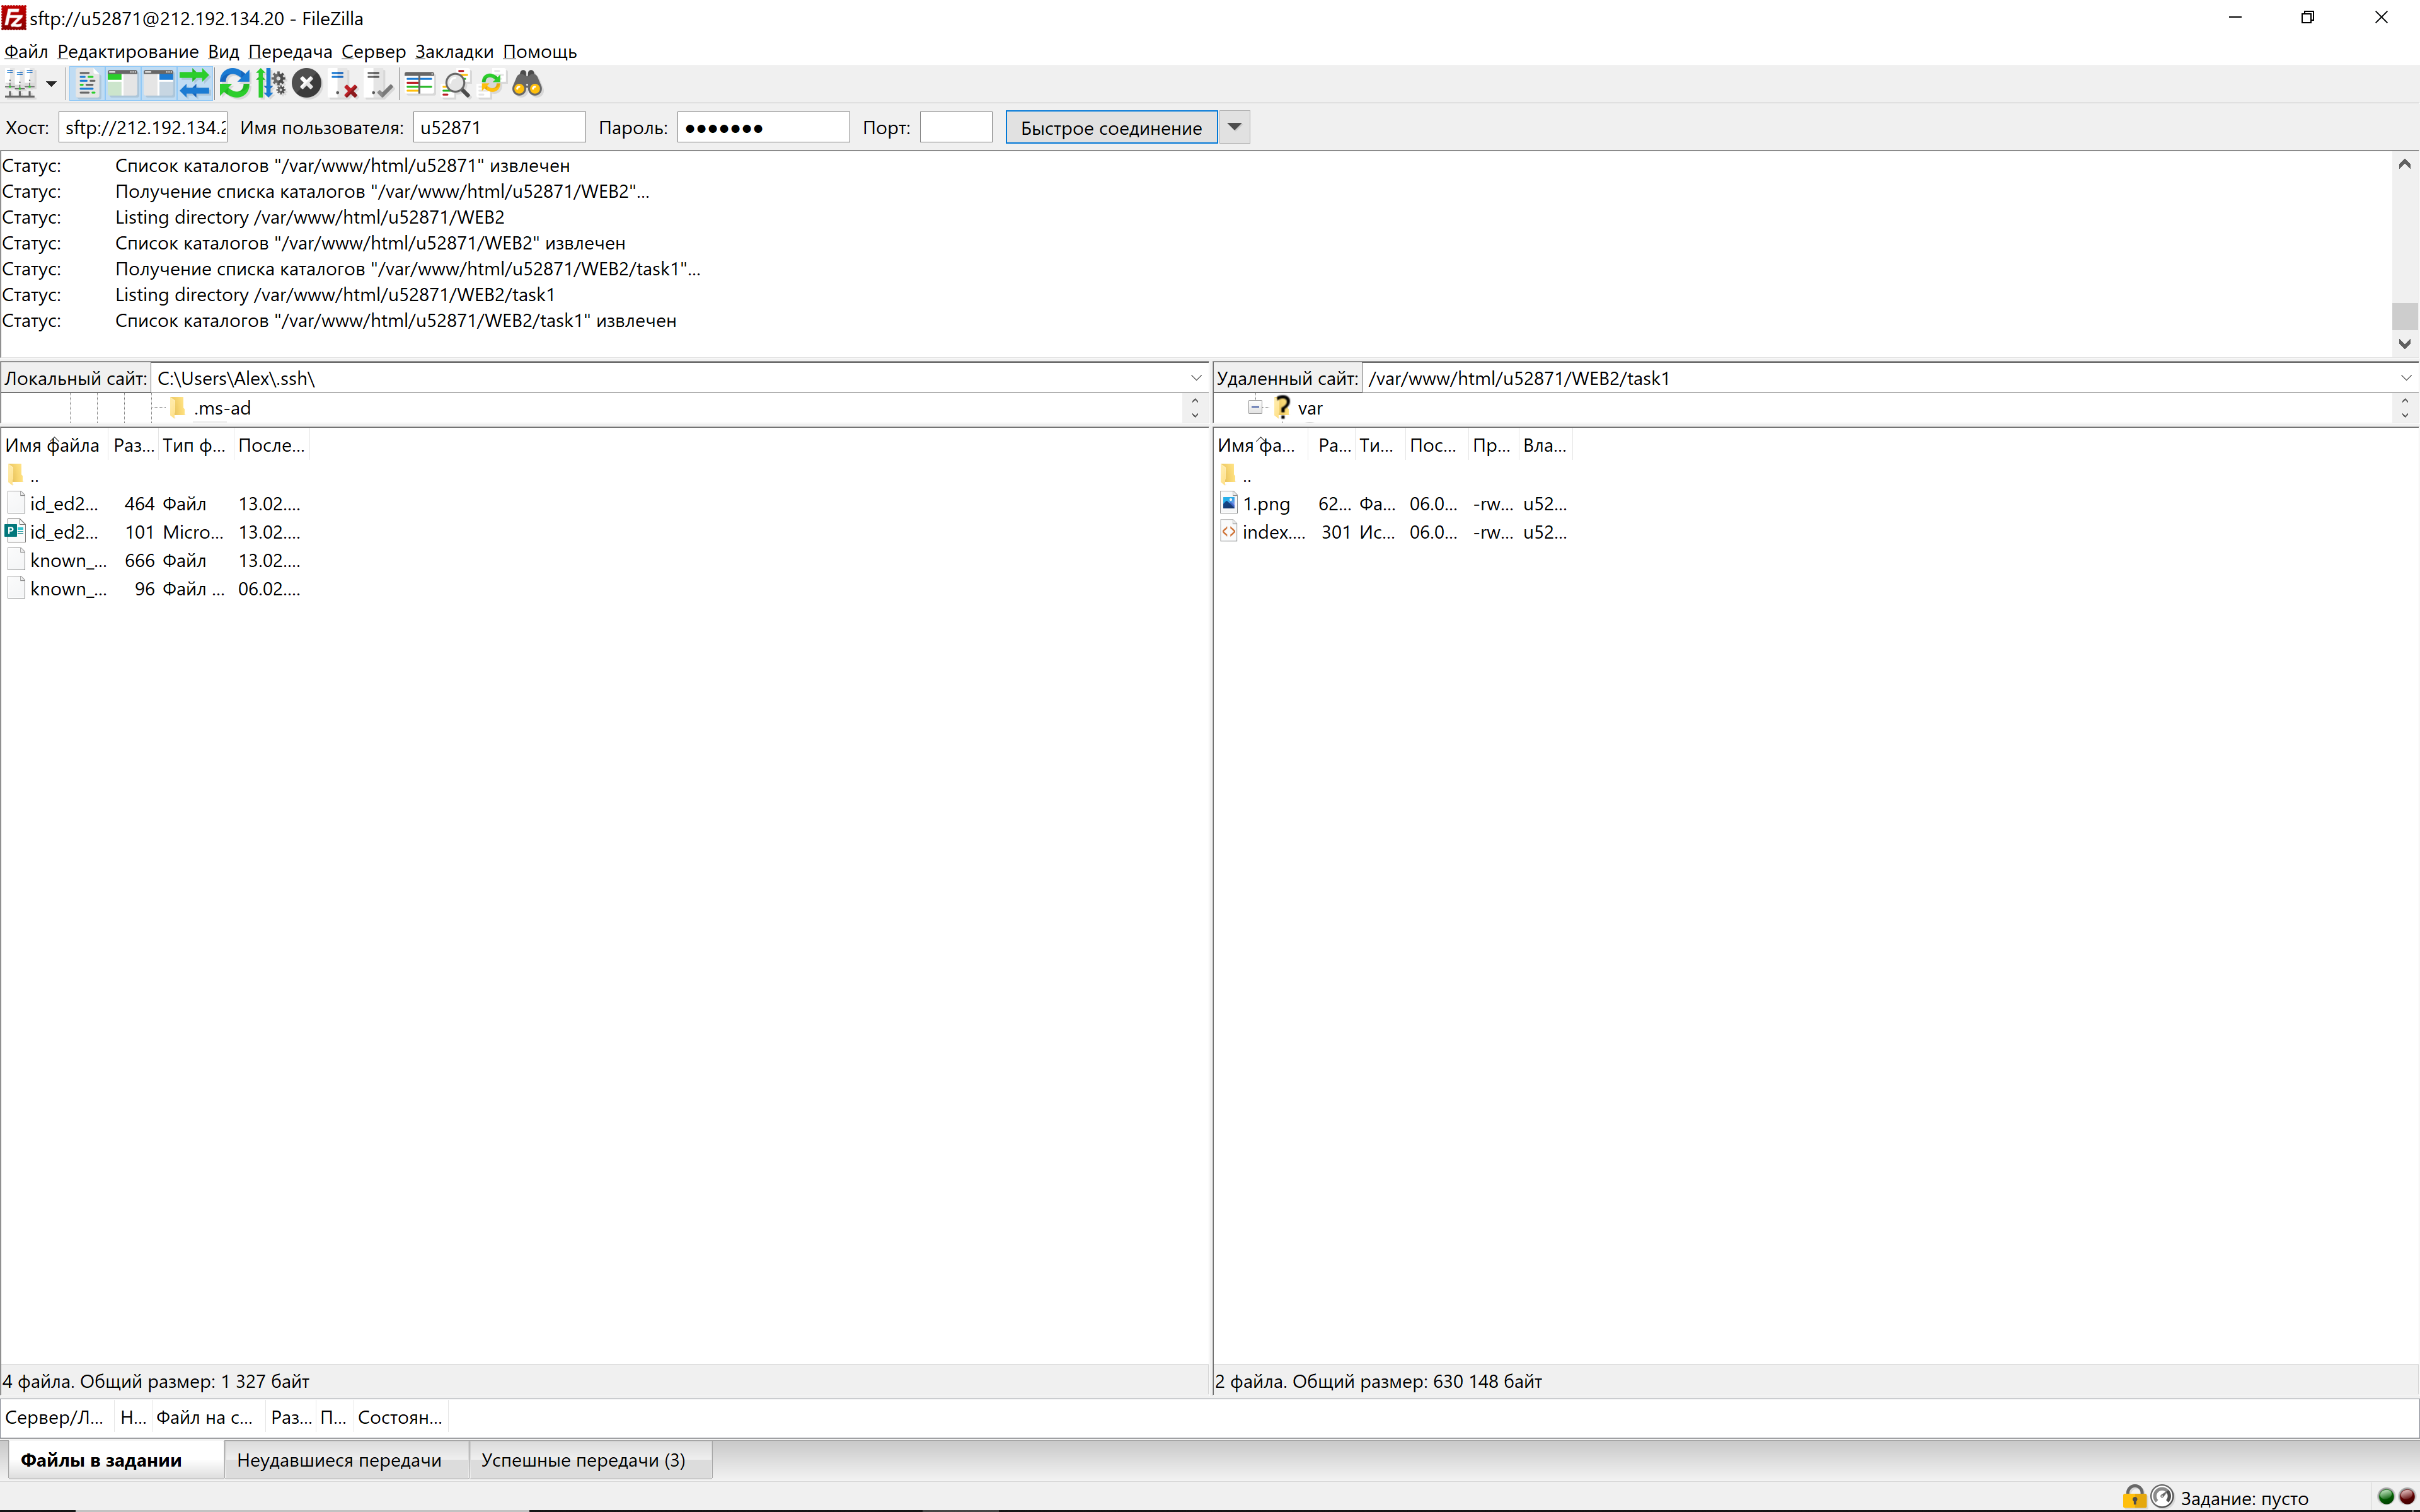 sftp://u52871@212.192.134.20 - FileZilla
Файл Редактирование Вид Передача Сервер Закладки Помощь
Хост: sftp://212.192.134.2 Имя пользователя: u52871 Пароль: ●●●●●●● Порт: Быстрое соединение
Статус: Список каталогов "/var/www/html/u52871" извлечен
Статус: Получение списка каталогов "/var/www/html/u52871/WEB2"...
Статус: Listing directory /var/www/html/u52871/WEB2
Статус: Список каталогов "/var/www/html/u52871/WEB2" извлечен
Статус: Получение списка каталогов "/var/www/html/u52871/WEB2/task1"...
Статус: Listing directory /var/www/html/u52871/WEB2/task1
Статус: Список каталогов "/var/www/html/u52871/WEB2/task1" извлечен
Локальный сайт: C:\Users\Alex\.ssh\
.ms-ad
Имя файла Раз... Тип ф... После...
..
id_ed2... 464 Файл 13.02....
id_ed2... 101 Micro... 13.02....
known_... 666 Файл 13.02....
known_... 96 Файл ... 06.02....
4 файла. Общий размер: 1 327 байт
Удаленный сайт: /var/www/html/u52871/WEB2/task1
var
Имя фа... Ра... Ти... Пос... Пр... Вла...
..
1.png 62... Фа... 06.0... -rw... u52...
index.... 301 Ис... 06.0... -rw... u52...
2 файла. Общий размер: 630 148 байт
Сервер/Л... Н... Файл на с... Раз... П... Состоян...
Файлы в задании Неудавшиеся передачи Успешные передачи (3)
Задание: пусто